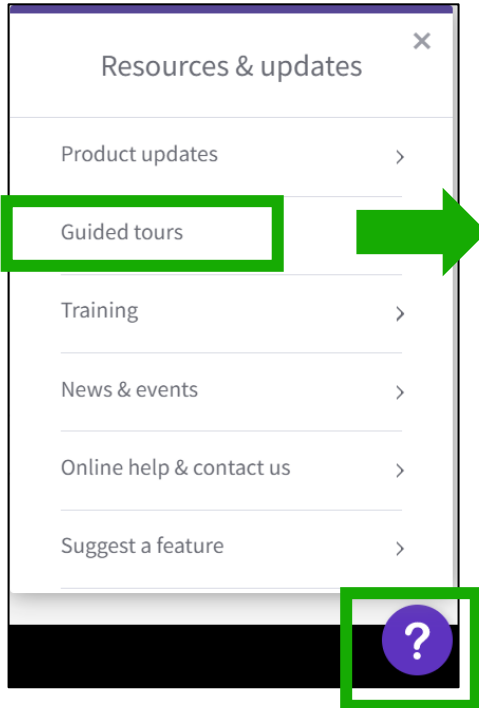 Resources & updates
Product updates
Guided tours
Training
News & events
Online help & contact us
Suggest a feature
?